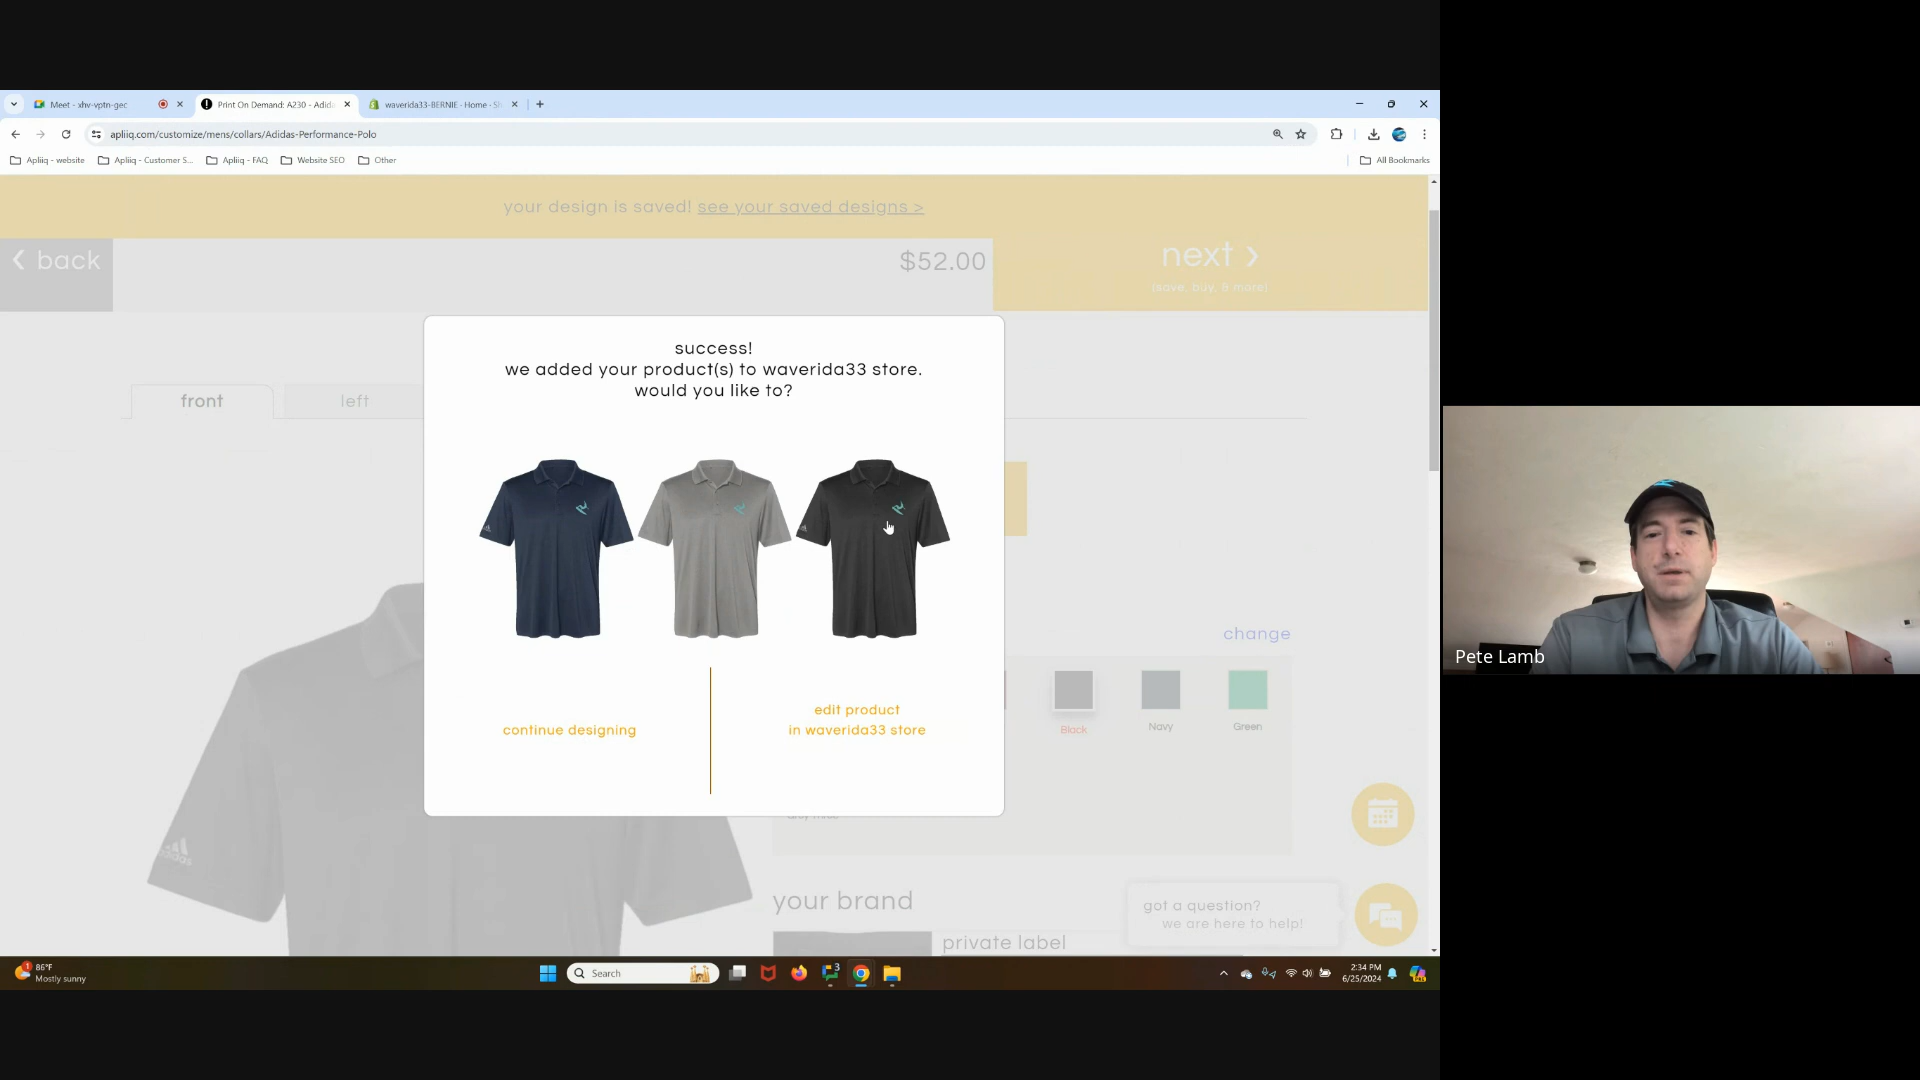 Meet - xhv-vptn-gec
Print On Demand: A230 - Adida
waverida33-BERNIE - Home - Sh
apliiq.com/customize/mens/collars/Adidas-Performance-Polo
Apliiq - website
Apliiq - Customer S...
Apliiq - FAQ
Website SEO
Other
All Bookmarks
your design is saved! see your saved designs >
back
$52.00
next
(save, buy, & more)
success!
we added your product(s) to waverida33 store.
would you like to?
front
left
change
continue designing
edit product
in waverida33 store
Black
Navy
Green
adidas
your brand
private label
got a question?
we are here to help!
Pete Lamb
1
86°F
Mostly sunny
Search
3
2:34 PM
6/25/2024